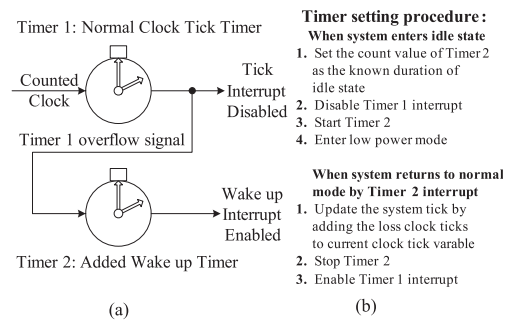 Timer 1: Normal Clock Tick Timer
Counted
Clock
Tick
Interrupt
Disabled
Timer 1 overflow signal
Wake up
Interrupt
Enabled
Timer 2: Added Wake up Timer
(a)
Timer setting procedure:
When system enters idle state
1. Set the count value of Timer 2
as the known duration of
idle state
2. Disable Timer 1 interrupt
3. Start Timer 2
4. Enter low power mode
When system returns to normal
mode by Timer 2 interrupt
1. Update the system tick by
adding the loss clock ticks
to current clock tick varable
2. Stop Timer 2
3. Enable Timer 1 interrupt
(b)